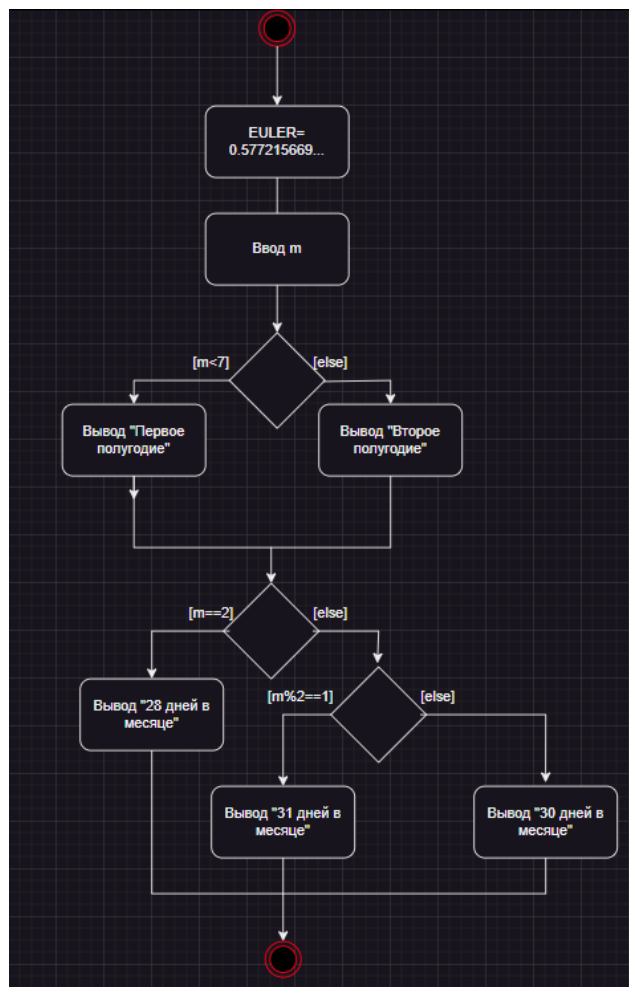 EULER=
0.577215669...
Ввод m
[m<7]
[else]
Вывод "Первое
полугодие"
Вывод "Второе
полугодие"
[m==2]
[else]
Вывод "28 дней в
месяце"
[m%2==1]
[else]
Вывод "31 дней в
месяце"
Вывод "30 дней в
месяце"